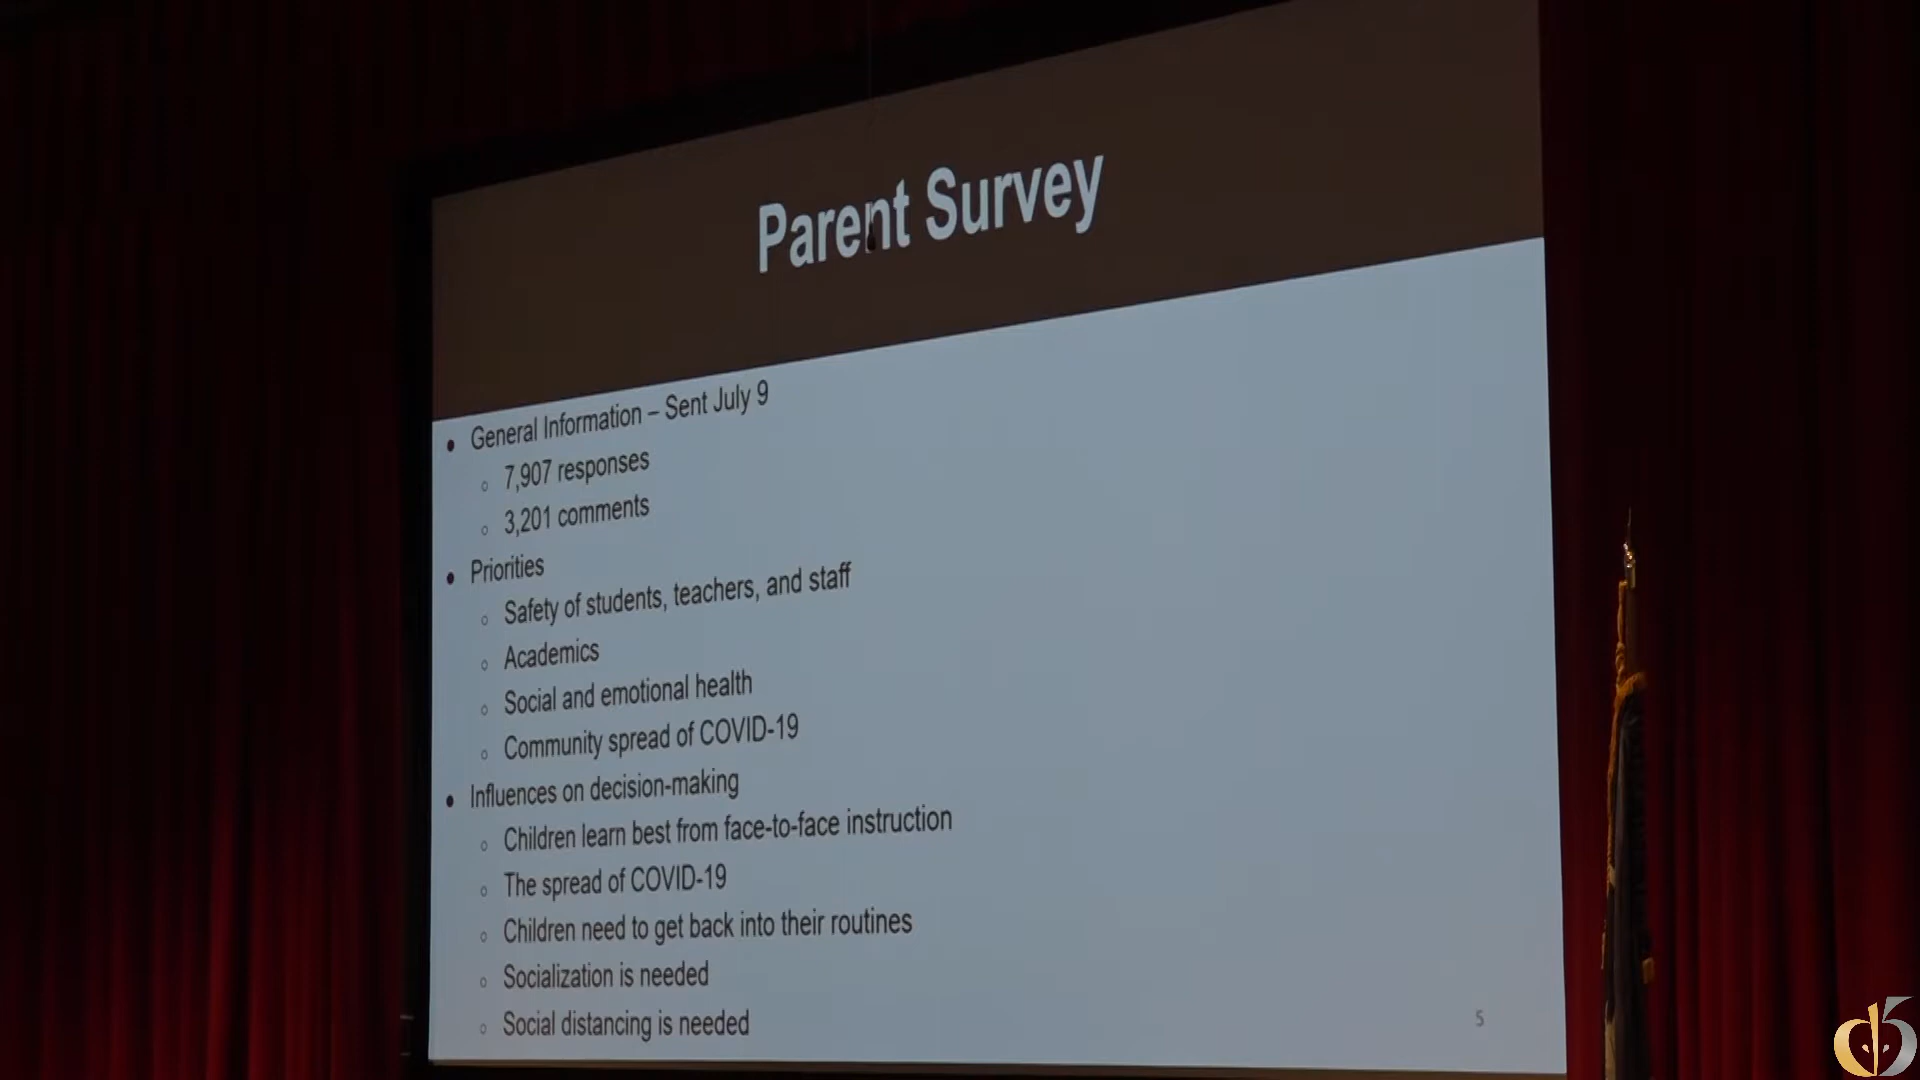 Parent Survey
• General Information – Sent July 9
○ 7,907 responses
○ 3,201 comments
• Priorities
○ Safety of students, teachers, and staff
○ Academics
○ Social and emotional health
○ Community spread of COVID-19
• Influences on decision-making
○ Children learn best from face-to-face instruction
○ The spread of COVID-19
○ Children need to get back into their routines
○ Socialization is needed
○ Social distancing is needed
5
d5